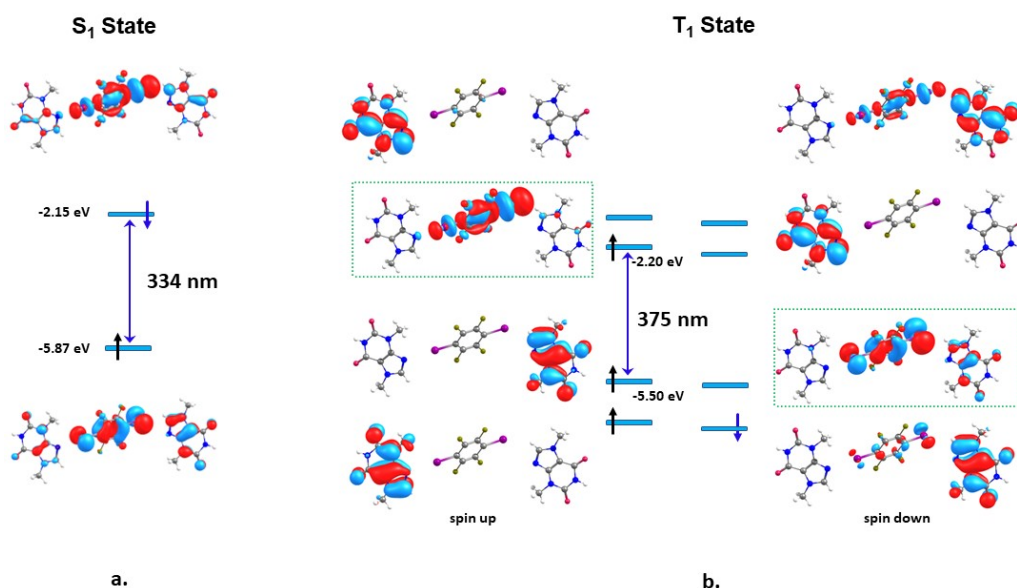 S₁ State
T₁ State
-2.15 eV
334 nm
-5.87 eV
-2.20 eV
375 nm
-5.50 eV
spin up
spin down
a.
b.